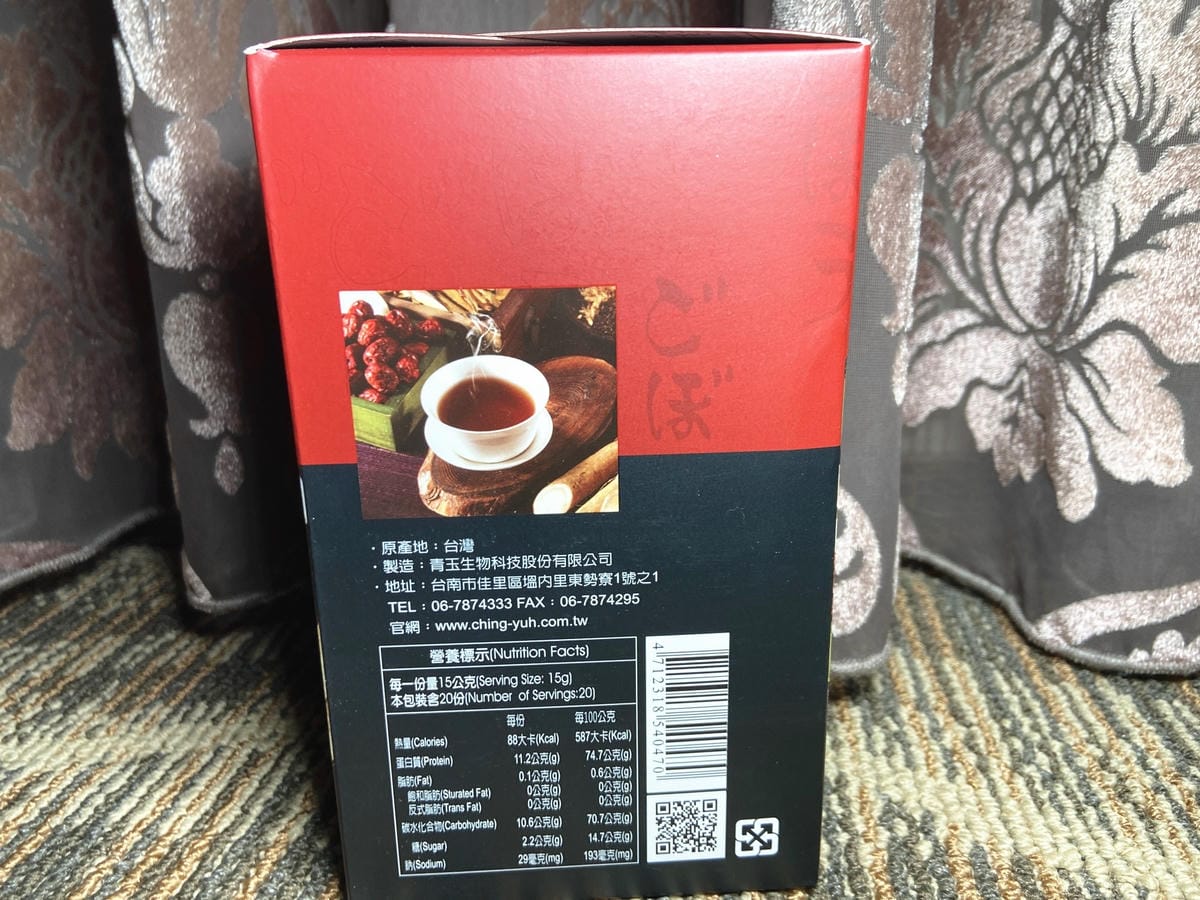 ごぼ
・原產地：台灣
・製造：青玉生物科技股份有限公司
・地址：台南市佳里區塭內里東勢寮1號之1
TEL：06-7874333 FAX：06-7874295
官網：www.ching-yuh.com.tw
營養標示(Nutrition Facts)
每一份量15公克(Serving Size: 15g)
本包裝含20份(Number of Servings:20)
每份 每100公克
熱量(Calories) 88大卡(Kcal) 587大卡(Kcal)
蛋白質(Protein) 11.2公克(g) 74.7公克(g)
脂肪(Fat) 0.1公克(g) 0.6公克(g)
飽和脂肪(Sturated Fat) 0公克(g) 0公克(g)
反式脂肪(Trans Fat) 0公克(g) 0公克(g)
碳水化合物(Carbohydrate) 10.6公克(g) 70.7公克(g)
糖(Sugar) 2.2公克(g) 14.7公克(g)
鈉(Sodium) 29毫克(mg) 193毫克(mg)
4712318540470